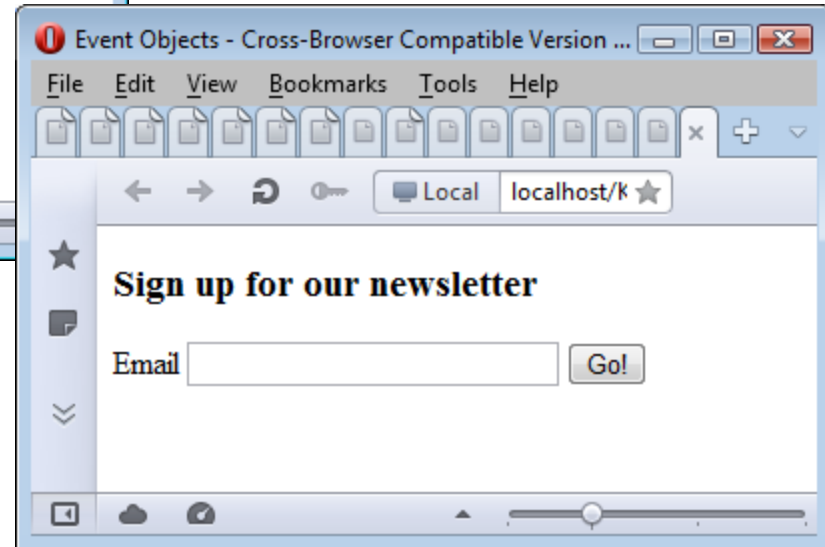 Event Objects - Cross-Browser Compatible Version ...
File Edit View Bookmarks Tools Help
Local localhost/K
Sign up for our newsletter
Email Go!